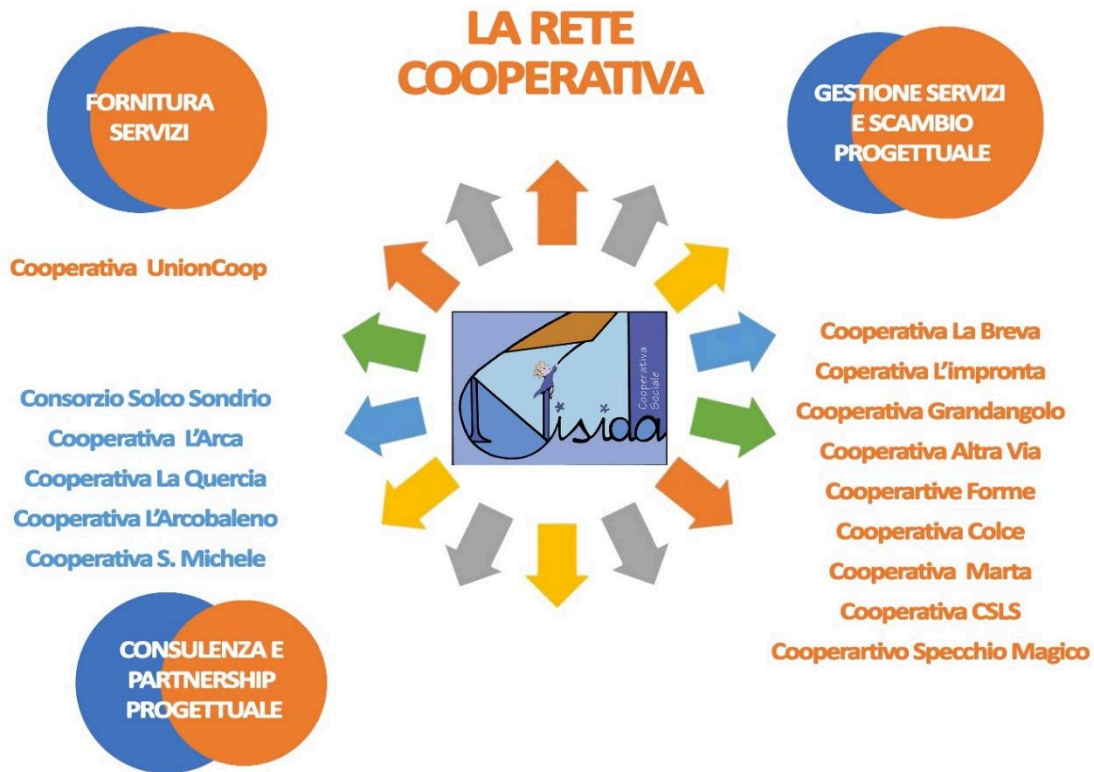 LA RETE
COOPERATIVA
FORNITURA
SERVIZI
Cooperativa UnionCoop
GESTIONE SERVIZI
E SCAMBIO
PROGETTUALE
Cooperativa La Breva
Coperativa L'impronta
Cooperativa Grandangolo
Cooperativa Altra Via
Cooperartive Forme
Cooperativa Colce
Cooperativa Marta
Cooperativa CSLS
Cooperartivo Specchio Magico
Nisida
Cooperativa
Sociale
Consorzio Solco Sondrio
Cooperativa L'Arca
Cooperativa La Quercia
Cooperativa L'Arcobaleno
Cooperativa S. Michele
CONSULENZA E
PARTNERSHIP
PROGETTUALE